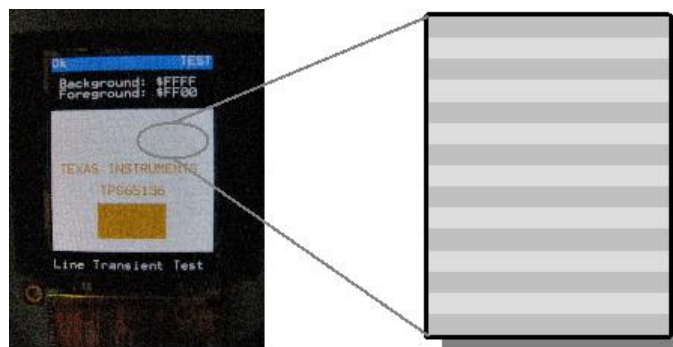 Ok TEST
Background: $FFFF
Foreground: $FF00
TEXAS INSTRUMENTS
TPS65136
Line Transient Test